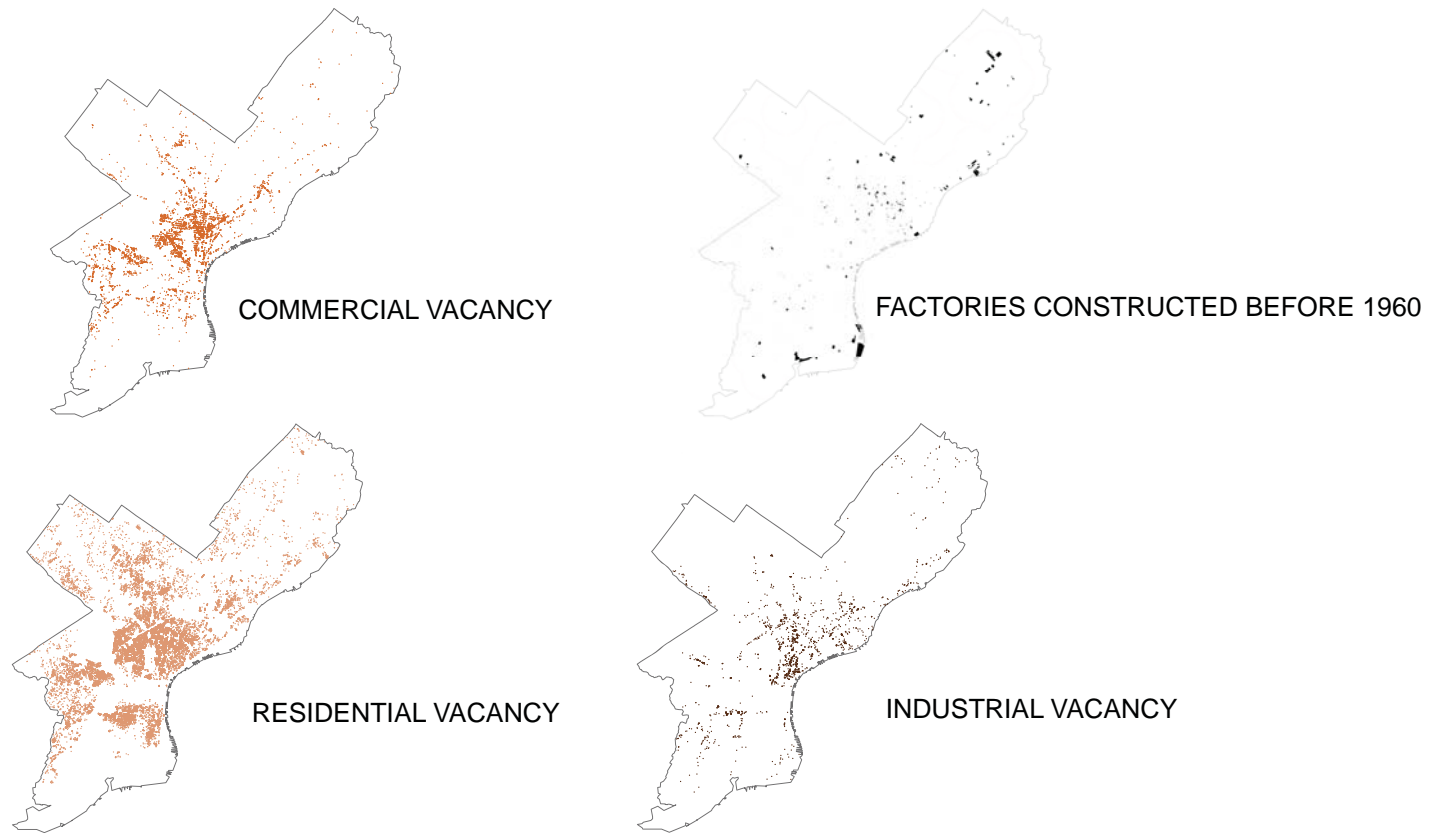 COMMERCIAL VACANCY
FACTORIES CONSTRUCTED BEFORE 1960
RESIDENTIAL VACANCY
INDUSTRIAL VACANCY